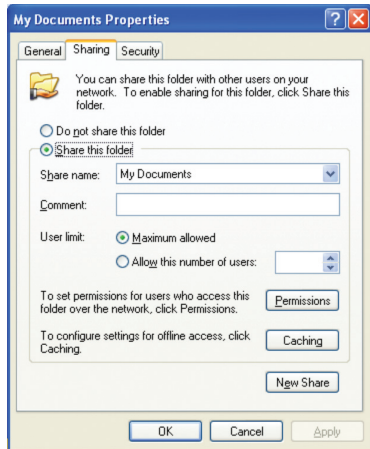 My Documents Properties
General Sharing Security
You can share this folder with other users on your
network. To enable sharing for this folder, click Share this
folder.
Do not share this folder
Share this folder
Share name: My Documents
Comment:
User limit: Maximum allowed
Allow this number of users:
To set permissions for users who access this
folder over the network, click Permissions.
Permissions
To configure settings for offline access, click
Caching.
Caching
New Share
OK Cancel Apply